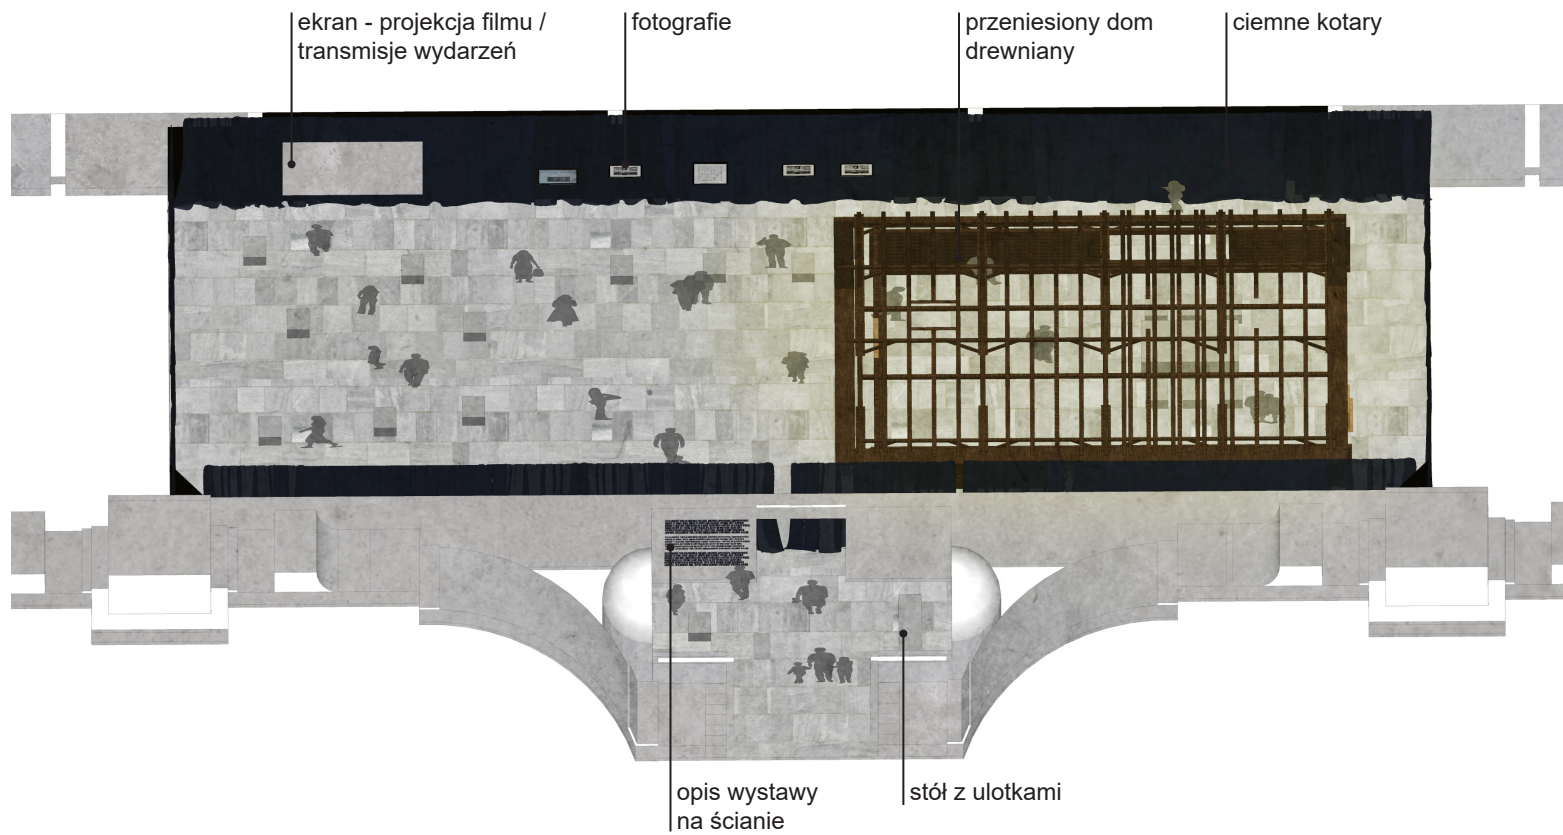 ekran - projekcja filmu /
transmisje wydarzeń
fotografie
przeniesiony dom
drewniany
ciemne kotary
opis wystawy
na ścianie
stół z ulotkami